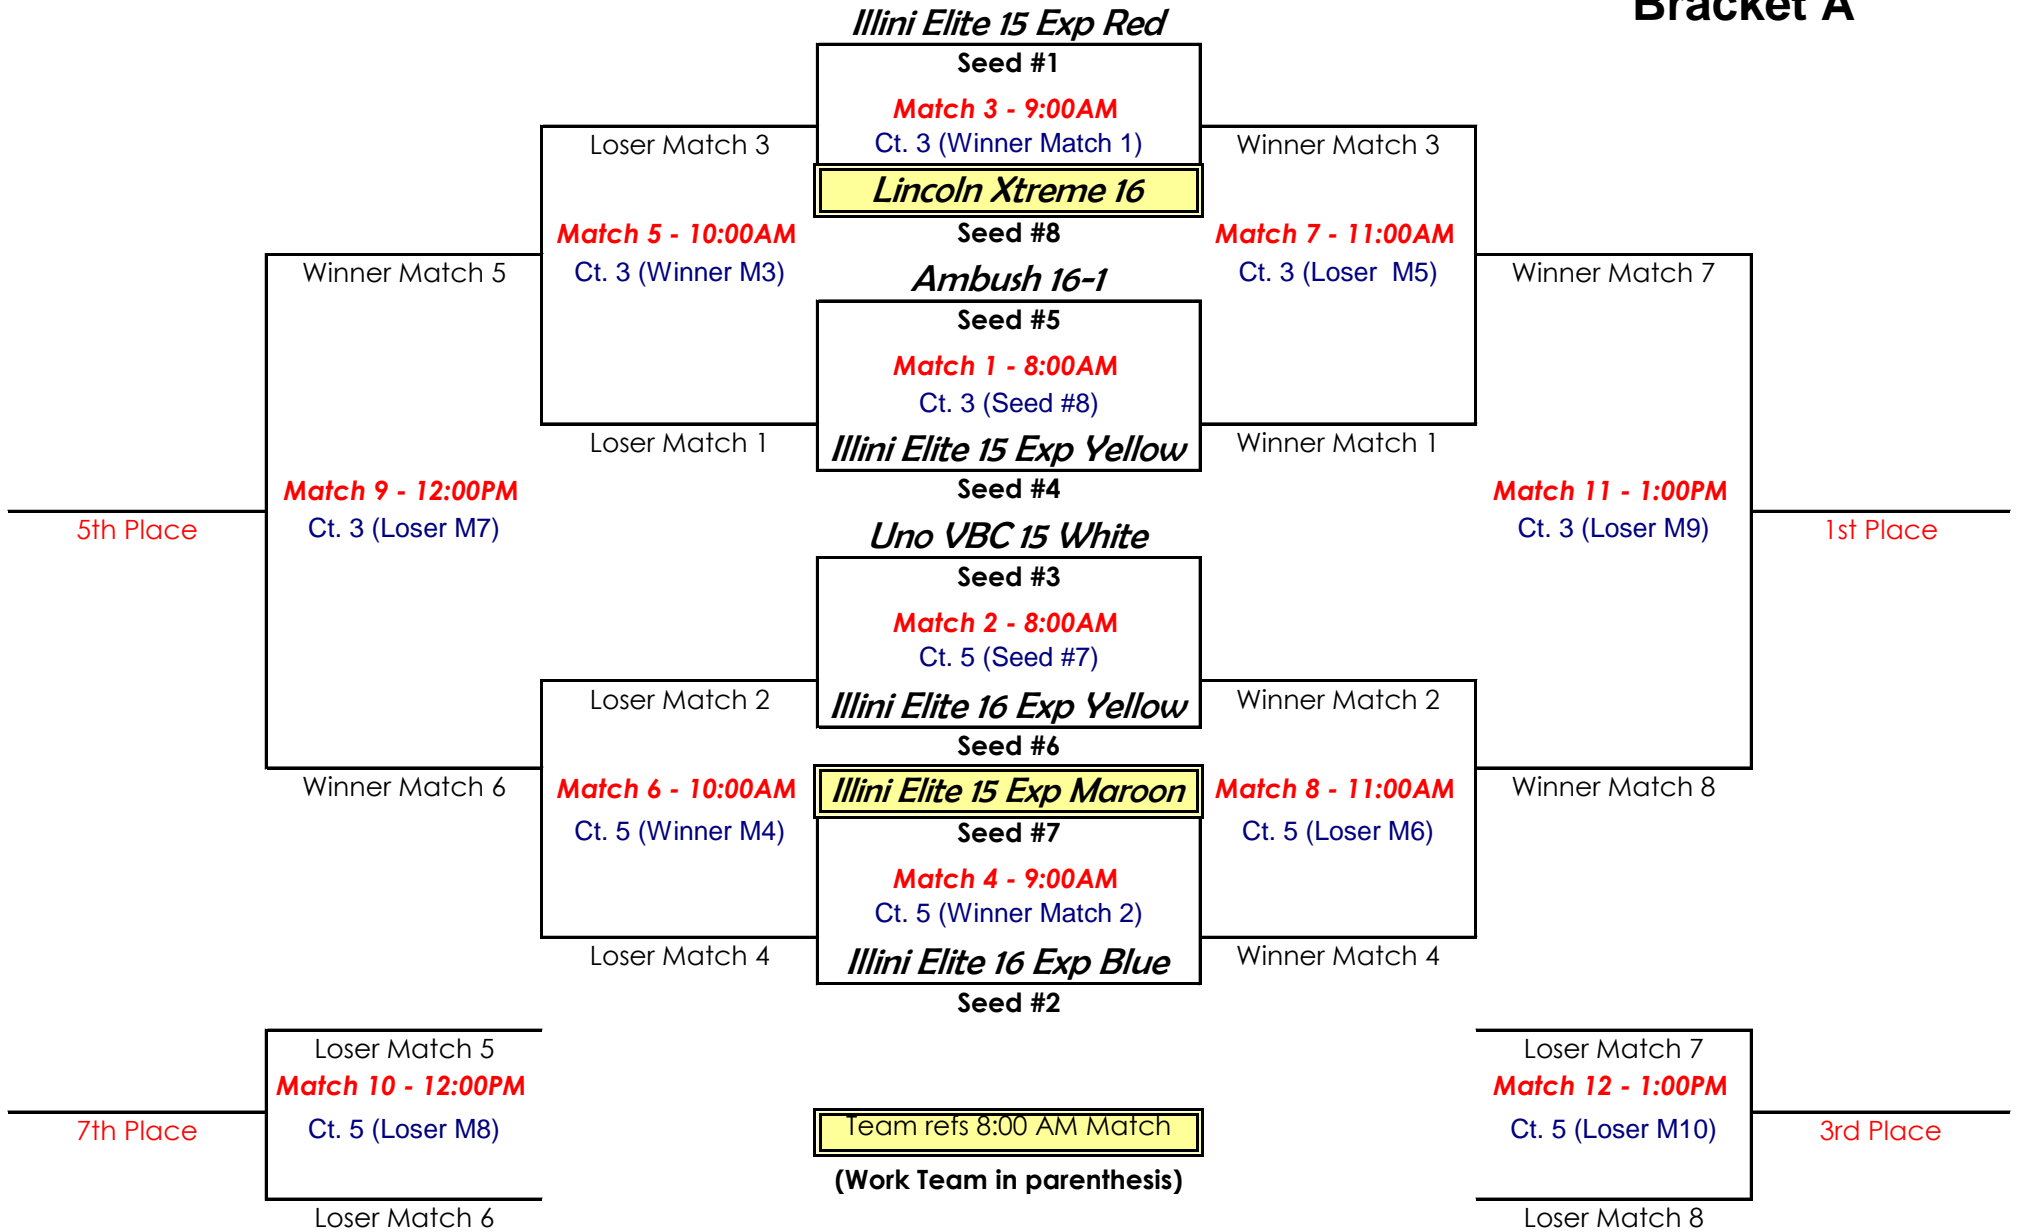 Bracket A
Illini Elite 15 Exp Red
Seed #1
Match 3 - 9:00AM
Loser Match 3
Ct. 3 (Winner Match 1)
Winner Match 3
Lincoln Xtreme 16
Match 5 - 10:00AM
Seed #8
Match 7 - 11:00AM
Winner Match 5
Ct. 3 (Winner M3)
Ambush 16-1
Ct. 3 (Loser  M5)
Winner Match 7
Seed #5
Match 1 - 8:00AM
Ct. 3 (Seed #8)
Loser Match 1
Illini Elite 15 Exp Yellow
Winner Match 1
Match 9 - 12:00PM
Seed #4
Match 11 - 1:00PM
5th Place
Ct. 3 (Loser M7)
Uno VBC 15 White
Ct. 3 (Loser M9)
1st Place
Seed #3
Match 2 - 8:00AM
Ct. 5 (Seed #7)
Loser Match 2
Illini Elite 16 Exp Yellow
Winner Match 2
Seed #6
Winner Match 6
Match 6 - 10:00AM
Illini Elite 15 Exp Maroon
Match 8 - 11:00AM
Winner Match 8
Ct. 5 (Winner M4)
Seed #7
Ct. 5 (Loser M6)
Match 4 - 9:00AM
Ct. 5 (Winner Match 2)
Loser Match 4
Illini Elite 16 Exp Blue
Winner Match 4
Seed #2
Loser Match 5
Loser Match 7
Match 10 - 12:00PM
Match 12 - 1:00PM
7th Place
Ct. 5 (Loser M8)
Team refs 8:00 AM Match
Ct. 5 (Loser M10)
3rd Place
(Work Team in parenthesis)
Loser Match 6
Loser Match 8